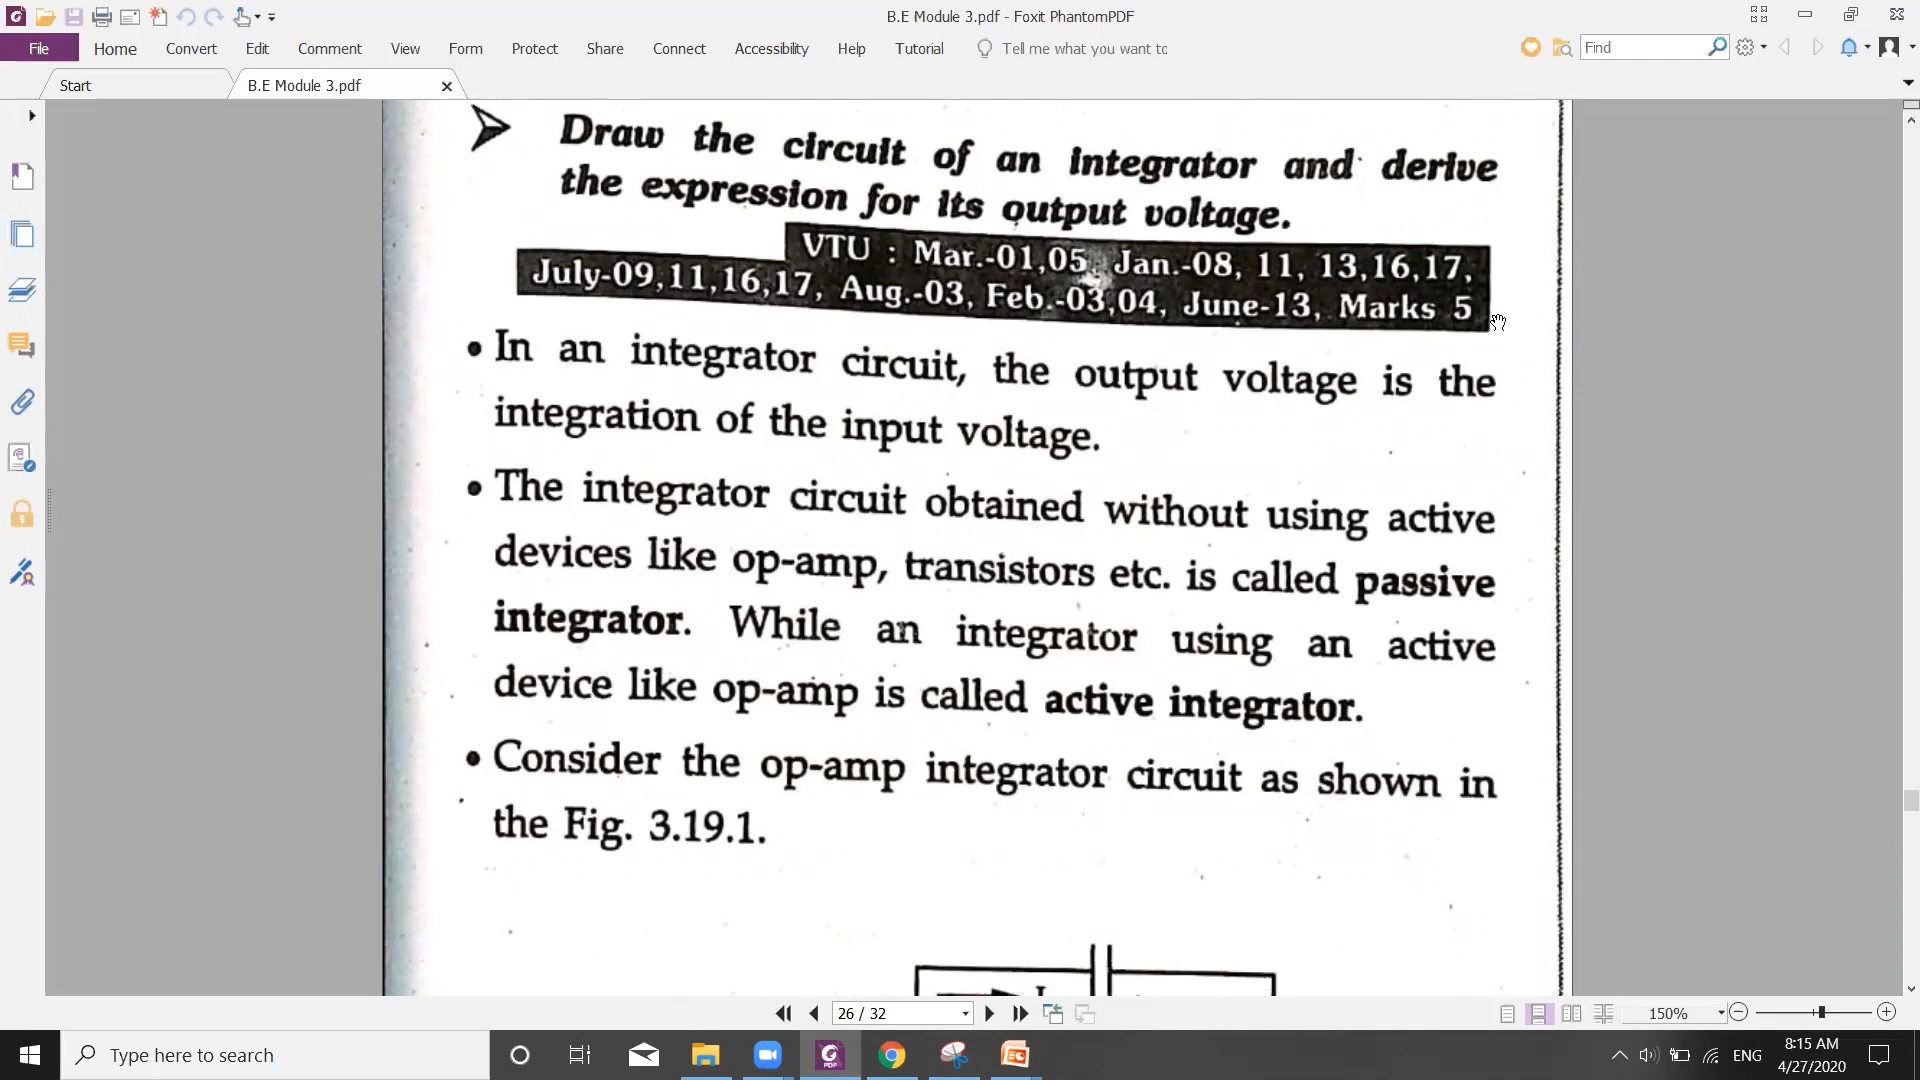 B.E Module 3.pdf - Foxit PhantomPDF
File Home Convert Edit Comment View Form Protect Share Connect Accessibility Help Tutorial Tell me what you want to Find
Start B.E Module 3.pdf
Draw the circuit of an integrator and derive
the expression for its output voltage.
VTU : Mar.-01,05, Jan.-08, 11, 13,16,17,
July-09,11,16,17, Aug.-03, Feb.-03,04, June-13, Marks 5
• In an integrator circuit, the output voltage is the
integration of the input voltage.
• The integrator circuit obtained without using active
devices like op-amp, transistors etc. is called passive
integrator. While an integrator using an active
device like op-amp is called active integrator.
• Consider the op-amp integrator circuit as shown in
the Fig. 3.19.1.
26 / 32
150%
Type here to search
PDF
ENG
8:15 AM
4/27/2020